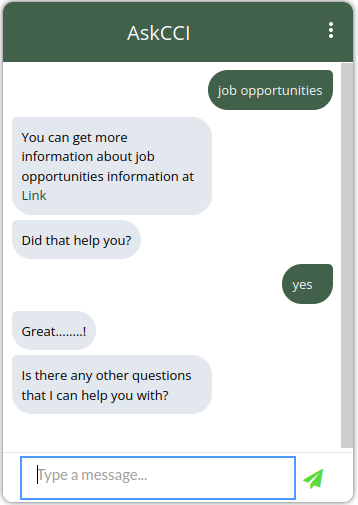 AskCCI
job opportunities
You can get more
information about job
opportunities information at
Link
Did that help you?
yes
Great........!
Is there any other questions
that I can help you with?
Type a message...